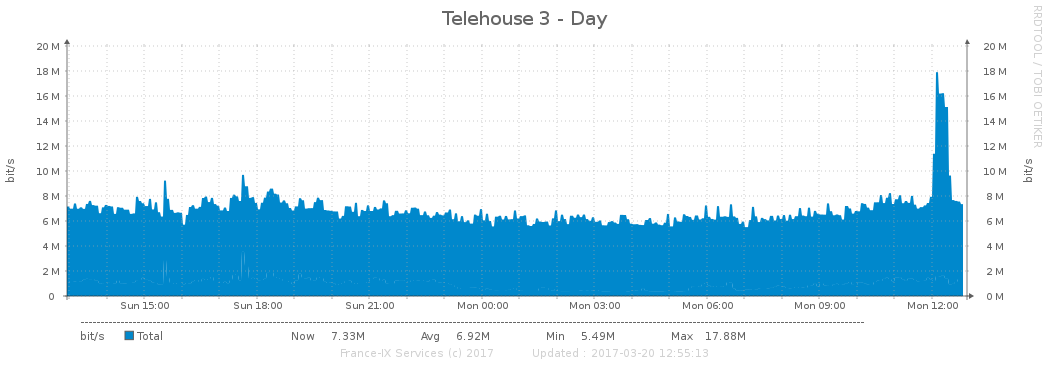 Telehouse 3 - Day
RRDTOOL / TOBI OETIKER
20 M 20 M
18 M 18 M
16 M 16 M
14 M 14 M
12 M 12 M
10 M 10 M
8 M 8 M
6 M 6 M
4 M 4 M
2 M 2 M
0 0 M
bit/s bit/s
Sun 15:00 Sun 18:00 Sun 21:00 Mon 00:00 Mon 03:00 Mon 06:00 Mon 09:00 Mon 12:00
bit/s Total Now 7.33M Avg 6.92M Min 5.49M Max 17.88M
France-IX Services (c) 2017 Updated : 2017-03-20 12:55:13